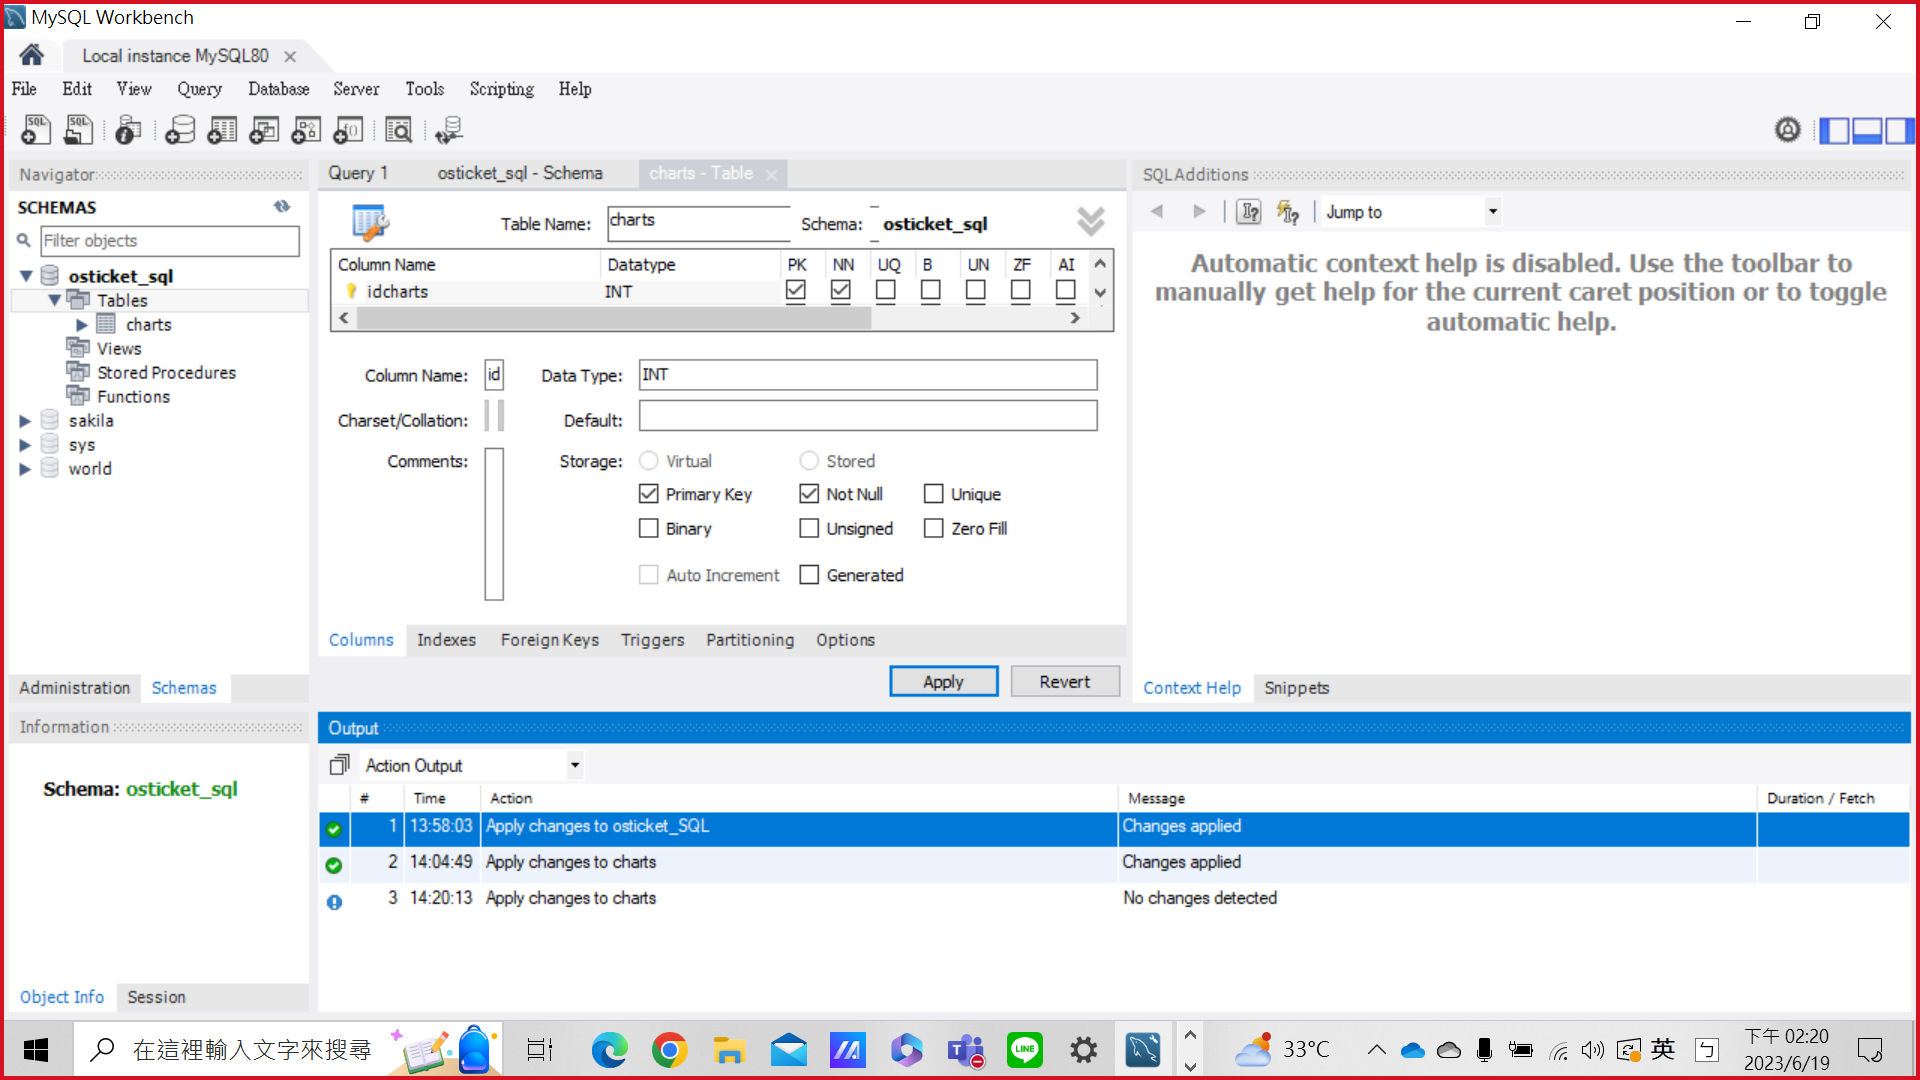 MySQL Workbench
Local instance MySQL80
File Edit View Query Database Server Tools Scripting Help
Navigator
SCHEMAS
Filter objects
osticket_sql
Tables
charts
Views
Stored Procedures
Functions
sakila
sys
world
Administration Schemas
Information
Schema: osticket_sql
Object Info Session
Query 1 osticket_sql - Schema charts - Table
Table Name: charts Schema: osticket_sql
Column Name Datatype PK NN UQ B UN ZF AI
idcharts INT
Column Name: id Data Type: INT
Charset/Collation: Default:
Comments: Storage: Virtual Stored
Primary Key Not Null Unique
Binary Unsigned Zero Fill
Auto Increment Generated
Columns Indexes Foreign Keys Triggers Partitioning Options
Apply Revert
SQLAdditions
Jump to
Automatic context help is disabled. Use the toolbar to
manually get help for the current caret position or to toggle
automatic help.
Context Help Snippets
Output
Action Output
# Time Action Message Duration / Fetch
1 13:58:03 Apply changes to osticket_SQL Changes applied
2 14:04:49 Apply changes to charts Changes applied
3 14:20:13 Apply changes to charts No changes detected
在這裡輸入文字來搜尋
LINE
33°C
英
ㄅ
下午 02:20
2023/6/19